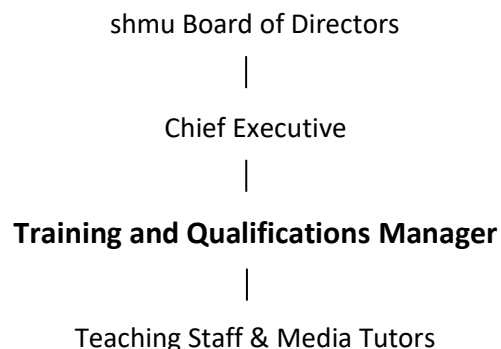 shmu Board of Directors
Chief Executive
Training and Qualifications Manager
Teaching Staff & Media Tutors